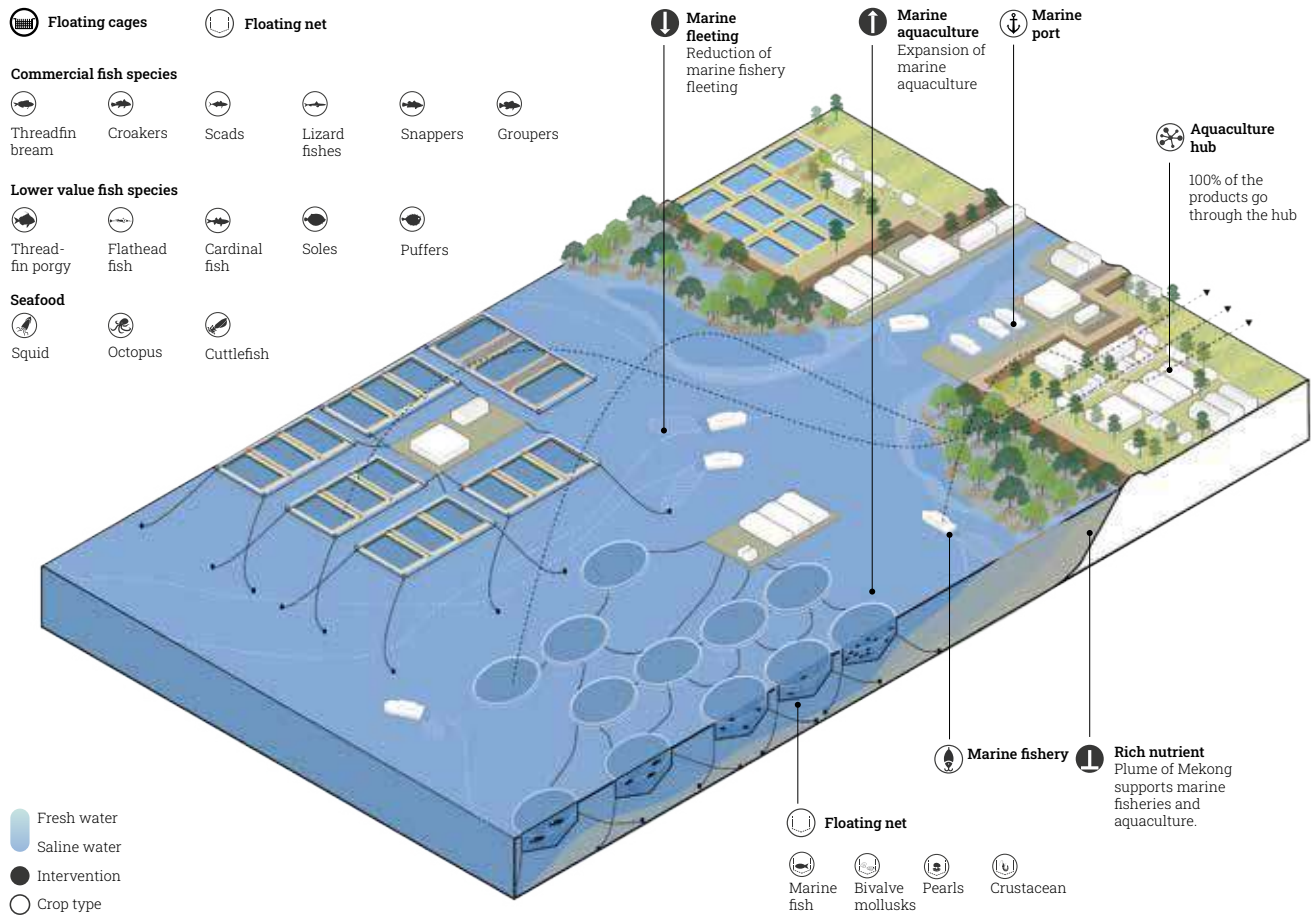 Floating cages
Floating net
Commercial fish species
Threadfin
bream
Croakers
Scads
Lizard
fishes
Snappers
Groupers
Lower value fish species
Thread-
fin porgy
Flathead
fish
Cardinal
fish
Soles
Puffers
Seafood
Squid
Octopus
Cuttlefish
Marine
fleeting
Reduction of
marine fishery
fleeting
Marine
aquaculture
Expansion of
marine
aquaculture
Marine
port
Aquaculture
hub
100% of the
products go
through the hub
Marine fishery
Rich nutrient
Plume of Mekong
supports marine
fisheries and
aquaculture.
Floating net
Marine
fish
Bivalve
mollusks
Pearls
Crustacean
Fresh water
Saline water
Intervention
Crop type